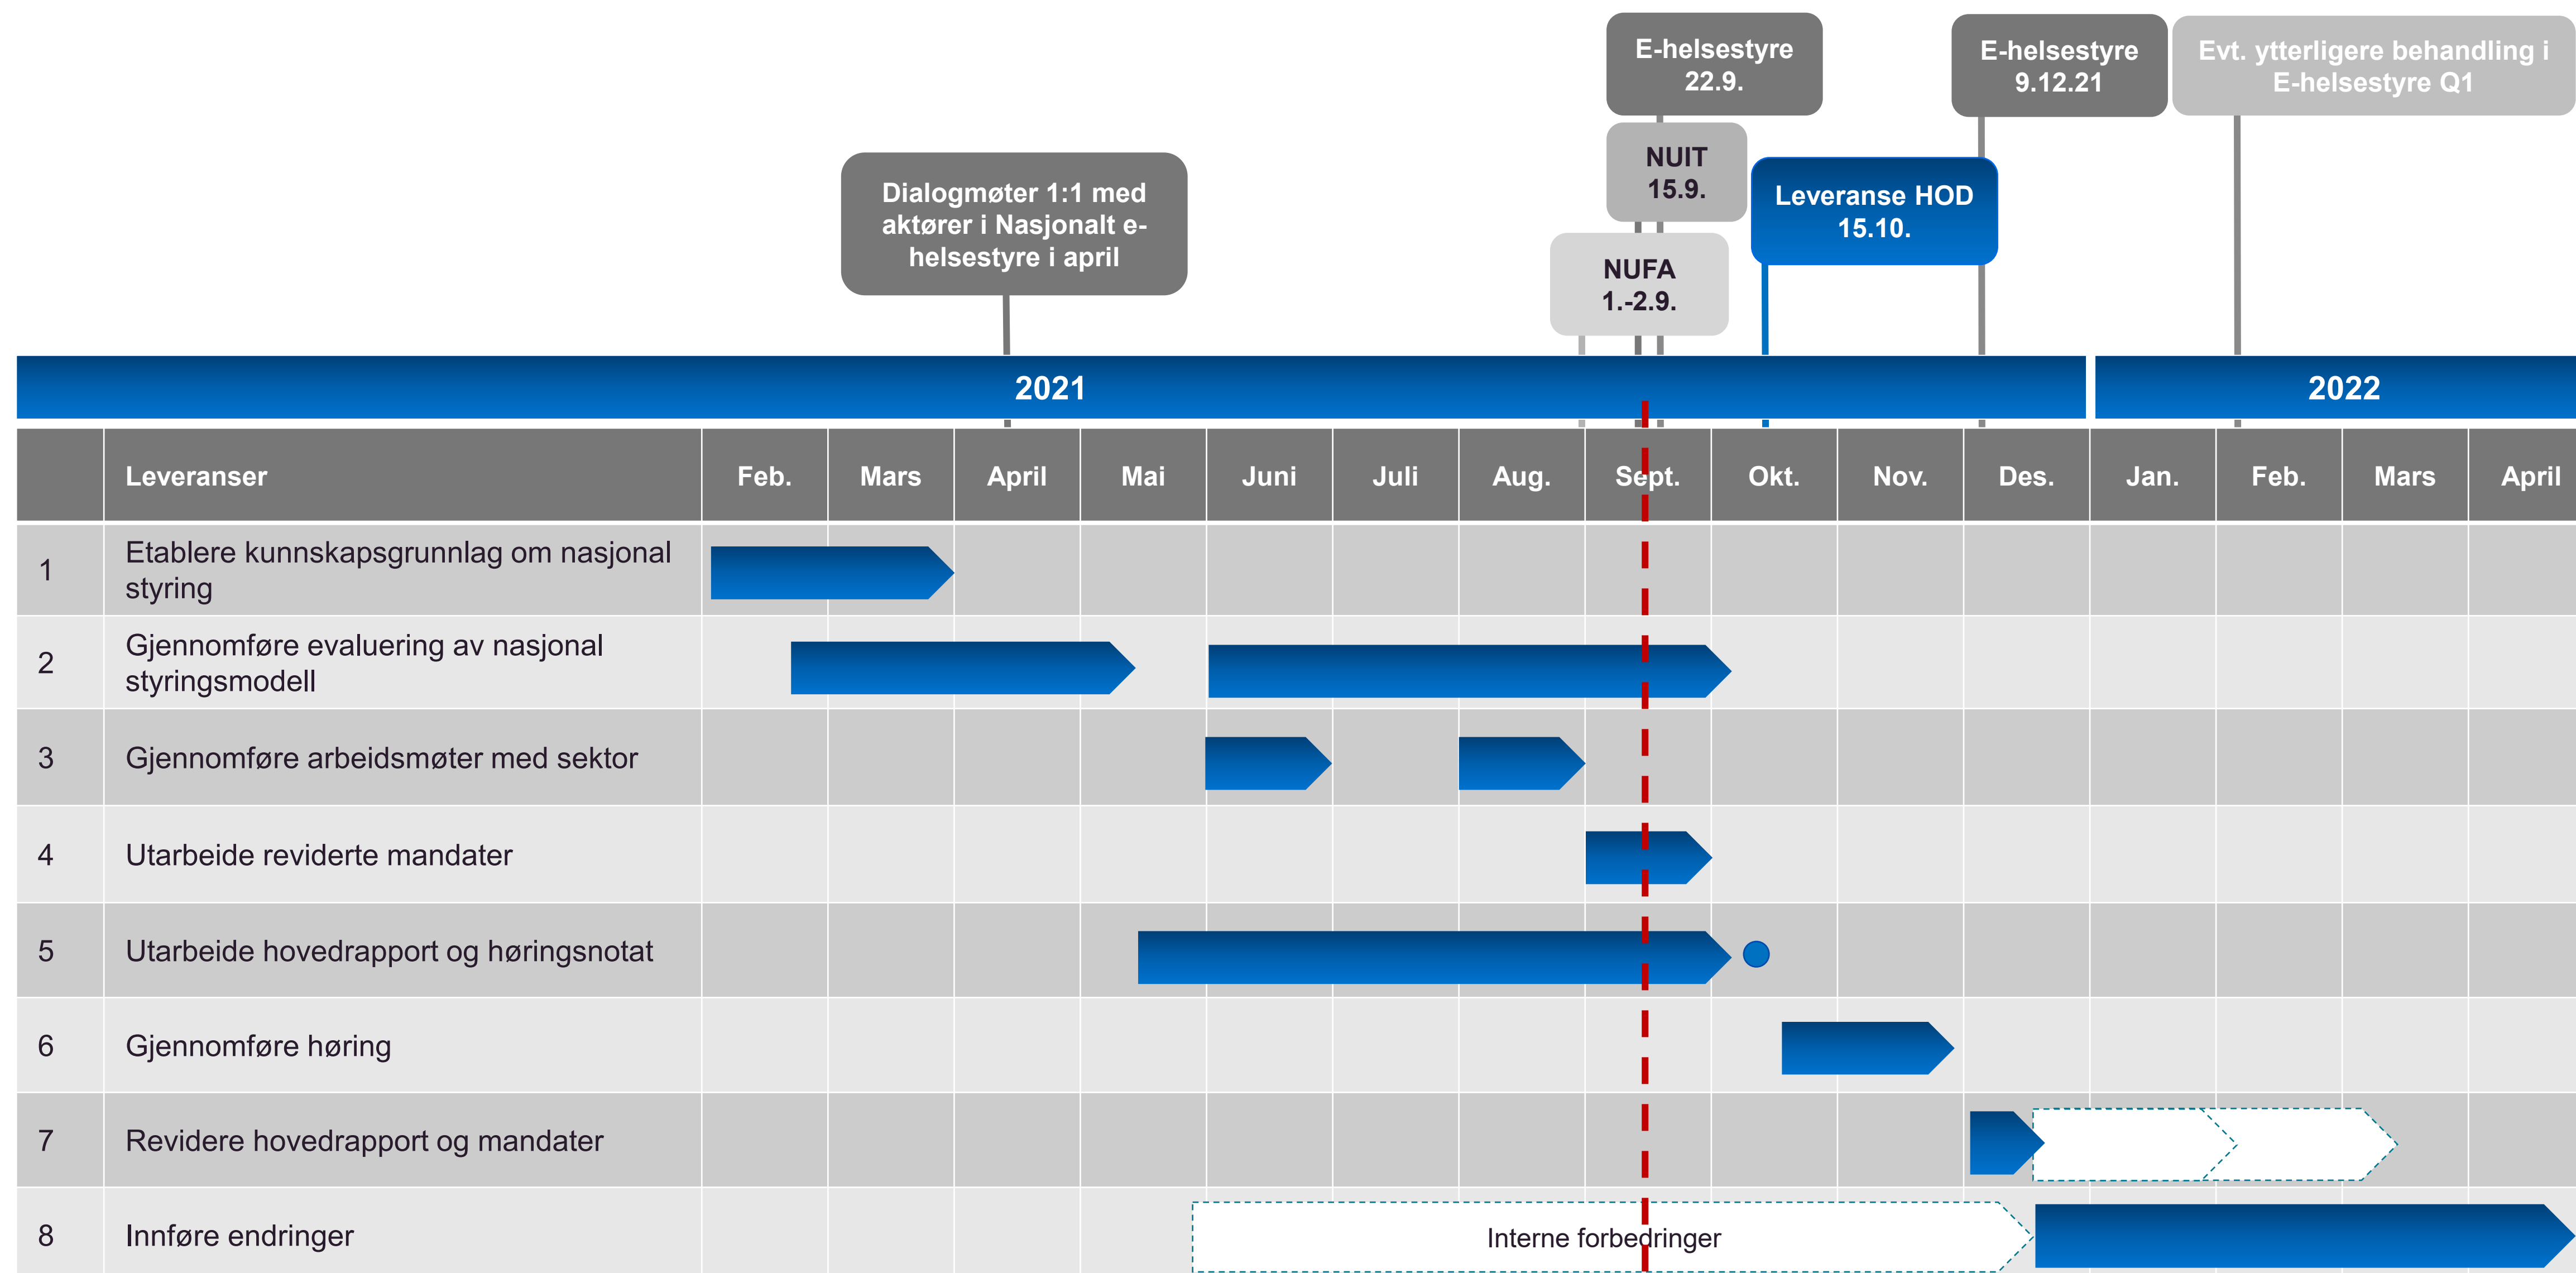 E-helsestyre
22.9.
E-helsestyre
9.12.21
Evt. ytterligere behandling i
E-helsestyre Q1
NUIT
15.9.
Dialogmøter 1:1 med
aktører i Nasjonalt e-
helsestyre i april
Leveranse HOD
15.10.
NUFA
1.-2.9.
2021
2022
Leveranser
Feb.
Mars
April
Mai
Juni
Juli
Aug.
Sept.
Okt.
Nov.
Des.
Jan.
Feb.
Mars
April
1
Etablere kunnskapsgrunnlag om nasjonal
styring
2
Gjennomføre evaluering av nasjonal
styringsmodell
3
Gjennomføre arbeidsmøter med sektor
4
Utarbeide reviderte mandater
5
Utarbeide hovedrapport og høringsnotat
6
Gjennomføre høring
7
Revidere hovedrapport og mandater
8
Innføre endringer
Interne forbedringer